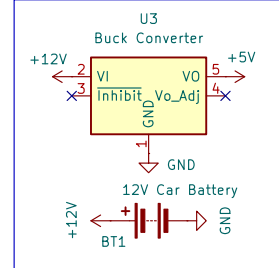 U3
Buck Converter
+12V
+5V
2
VI
VO
5
3
Inhibit
Vo_Adj
4
GND
1
GND
12V Car Battery
+12V
+
GND
BT1